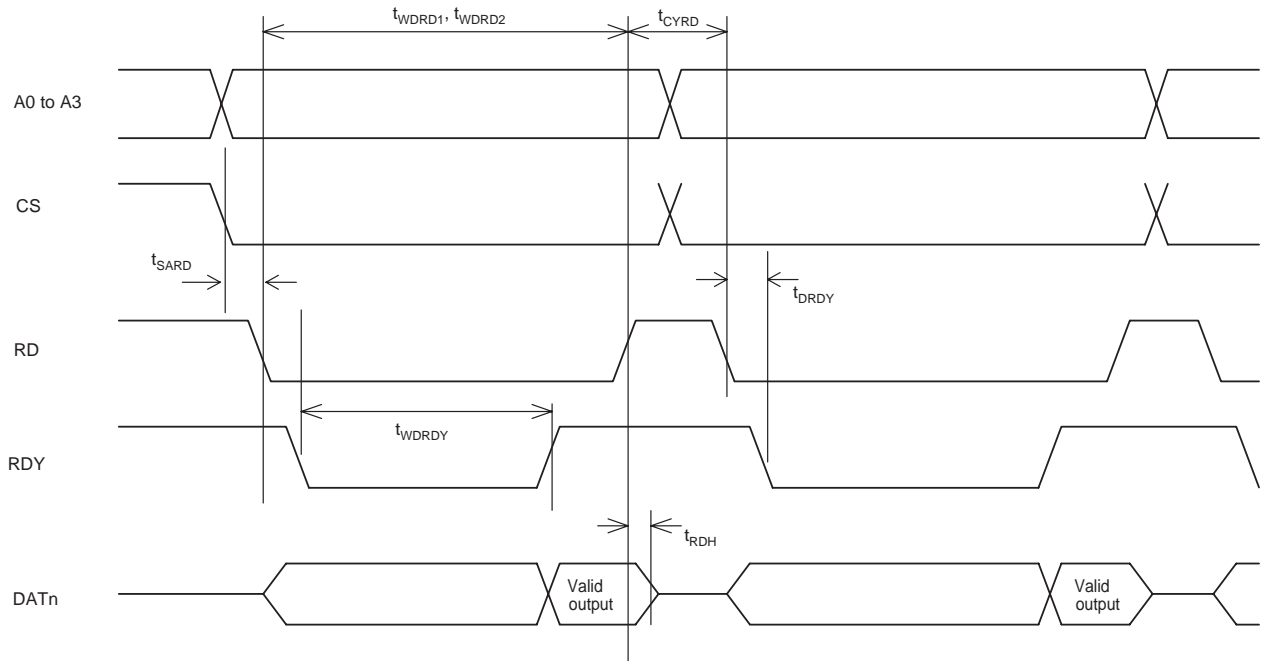 tWDRD1, tWDRD2
tCYRD
A0 to A3
CS
tSARD
tDRDY
RD
tWDRDY
RDY
tRDH
DATn
Valid
output
Valid
output